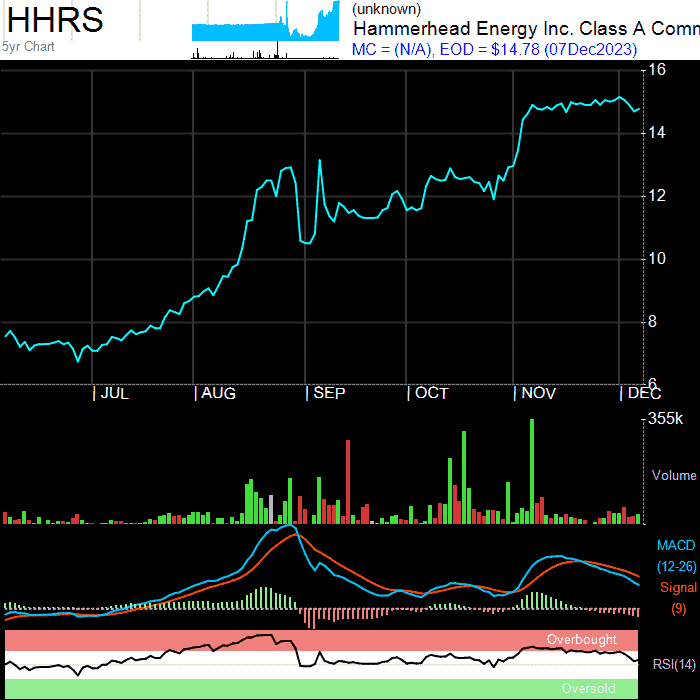 HHRS
5yr Chart
(unknown)
Hammerhead Energy Inc. Class A Comm
MC = (N/A), EOD = $14.78 (07Dec2023)
16
14
12
10
8
6
JUL
AUG
SEP
OCT
NOV
DEC
355k
Volume
MACD
(12-26)
Signal
(9)
Overbought
RSI(14)
Oversold